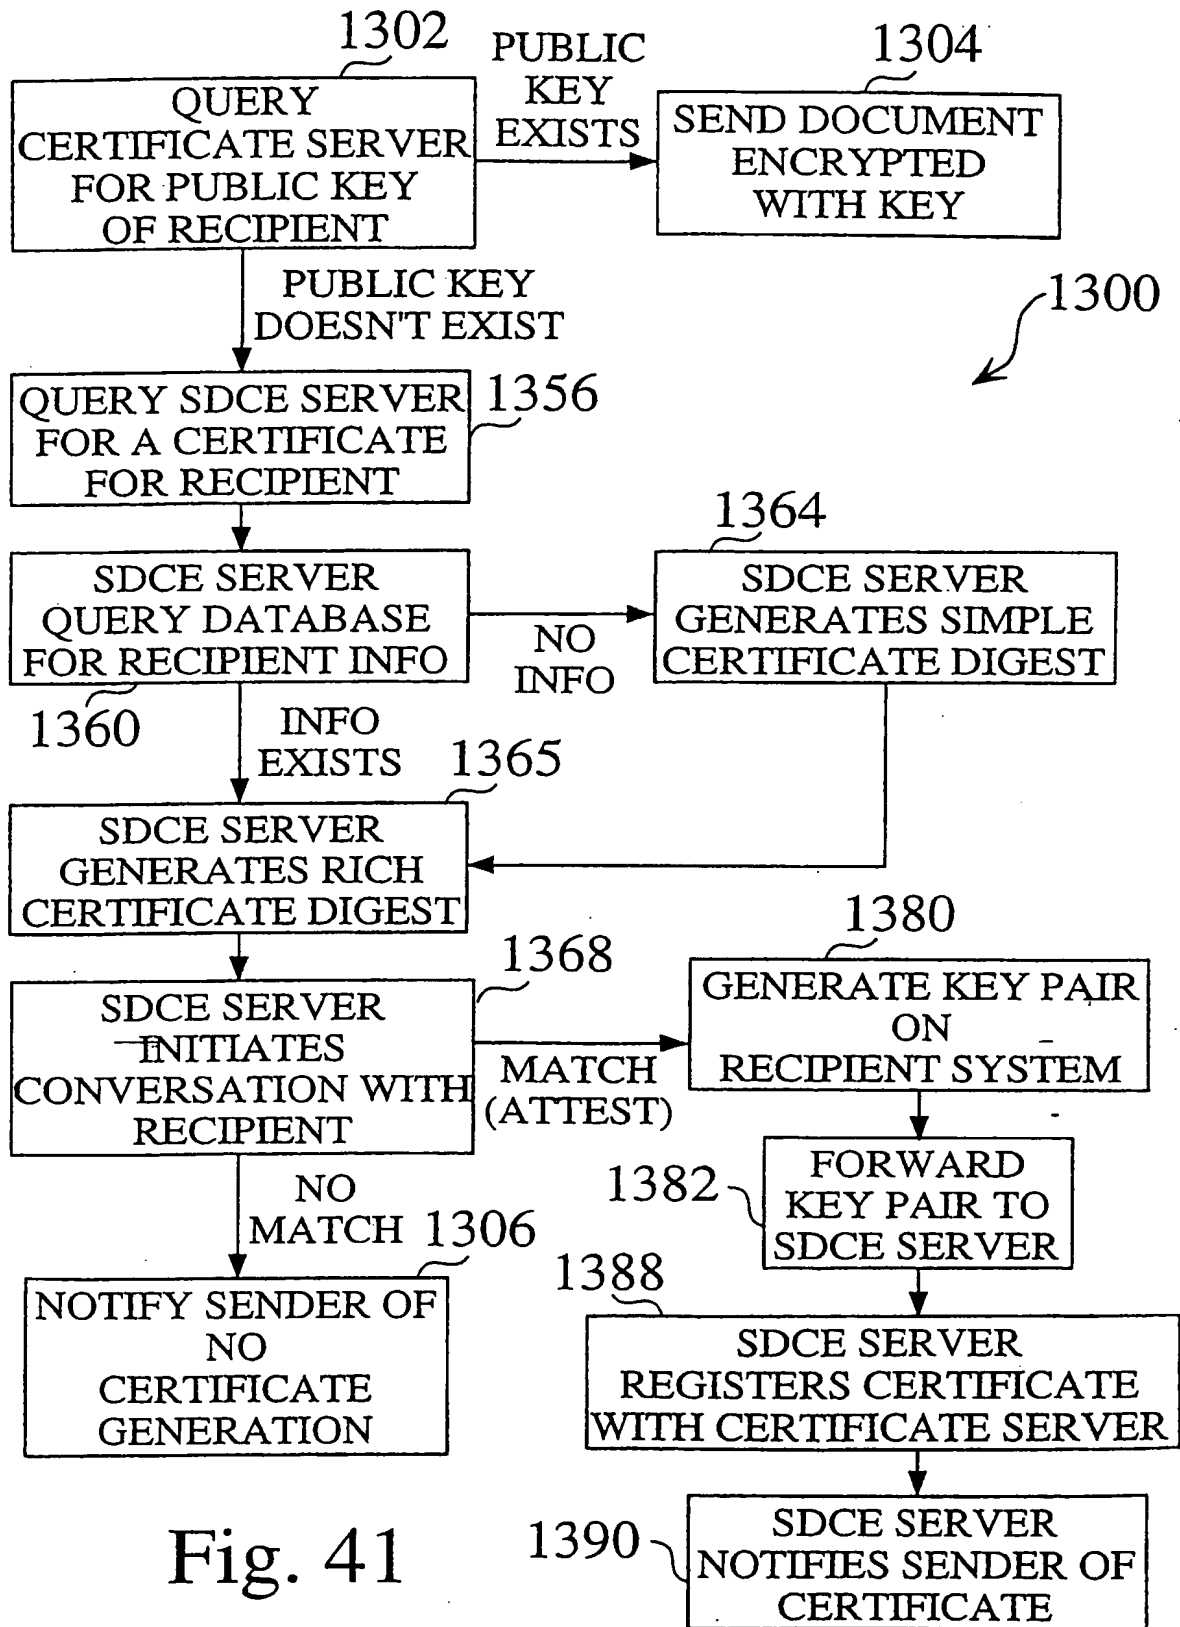 1302
QUERY
CERTIFICATE SERVER
FOR PUBLIC KEY
OF RECIPIENT
PUBLIC
KEY
EXISTS
1304
SEND DOCUMENT
ENCRYPTED
WITH KEY
PUBLIC KEY
DOESN'T EXIST
1300
QUERY SDCE SERVER
FOR A CERTIFICATE
FOR RECIPIENT
1356
SDCE SERVER
QUERY DATABASE
FOR RECIPIENT INFO
1360
NO
INFO
1364
SDCE SERVER
GENERATES SIMPLE
CERTIFICATE DIGEST
INFO
EXISTS
1365
SDCE SERVER
GENERATES RICH
CERTIFICATE DIGEST
1368
SDCE SERVER
INITIATES
CONVERSATION WITH
RECIPIENT
MATCH
(ATTEST)
1380
GENERATE KEY PAIR
ON
RECIPIENT SYSTEM
NO
MATCH
1306
NOTIFY SENDER OF
NO
CERTIFICATE
GENERATION
1382
FORWARD
KEY PAIR TO
SDCE SERVER
1388
SDCE SERVER
REGISTERS CERTIFICATE
WITH CERTIFICATE SERVER
1390
SDCE SERVER
NOTIFIES SENDER OF
CERTIFICATE
Fig. 41